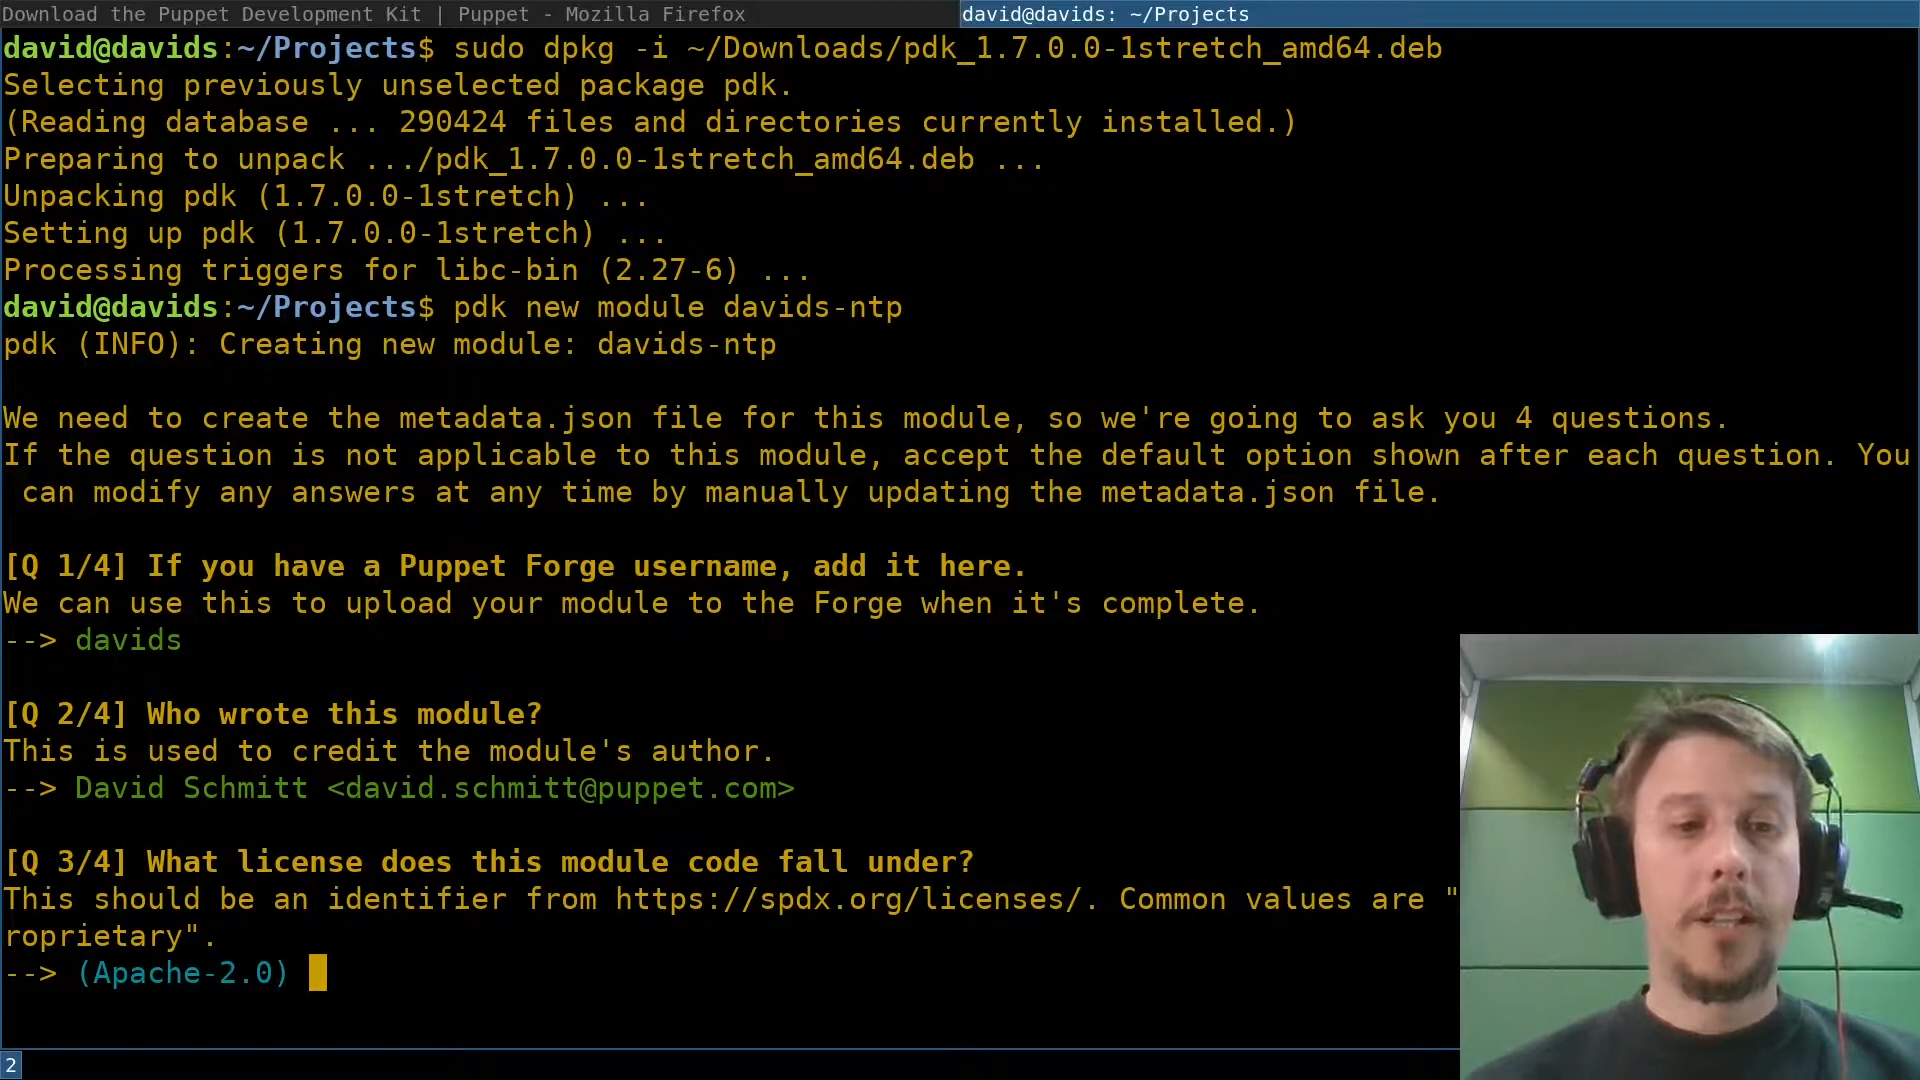 Download the Puppet Development Kit | Puppet - Mozilla Firefox
david@davids: ~/Projects
david@davids:~/Projects$ sudo dpkg -i ~/Downloads/pdk_1.7.0.0-1stretch_amd64.deb
Selecting previously unselected package pdk.
(Reading database ... 290424 files and directories currently installed.)
Preparing to unpack .../pdk_1.7.0.0-1stretch_amd64.deb ...
Unpacking pdk (1.7.0.0-1stretch) ...
Setting up pdk (1.7.0.0-1stretch) ...
Processing triggers for libc-bin (2.27-6) ...
david@davids:~/Projects$ pdk new module davids-ntp
pdk (INFO): Creating new module: davids-ntp
We need to create the metadata.json file for this module, so we're going to ask you 4 questions.
If the question is not applicable to this module, accept the default option shown after each question. You
can modify any answers at any time by manually updating the metadata.json file.
[Q 1/4] If you have a Puppet Forge username, add it here.
We can use this to upload your module to the Forge when it's complete.
--> davids
[Q 2/4] Who wrote this module?
This is used to credit the module's author.
--> David Schmitt <david.schmitt@puppet.com>
[Q 3/4] What license does this module code fall under?
This should be an identifier from https://spdx.org/licenses/. Common values are "
roprietary".
--> (Apache-2.0)
2